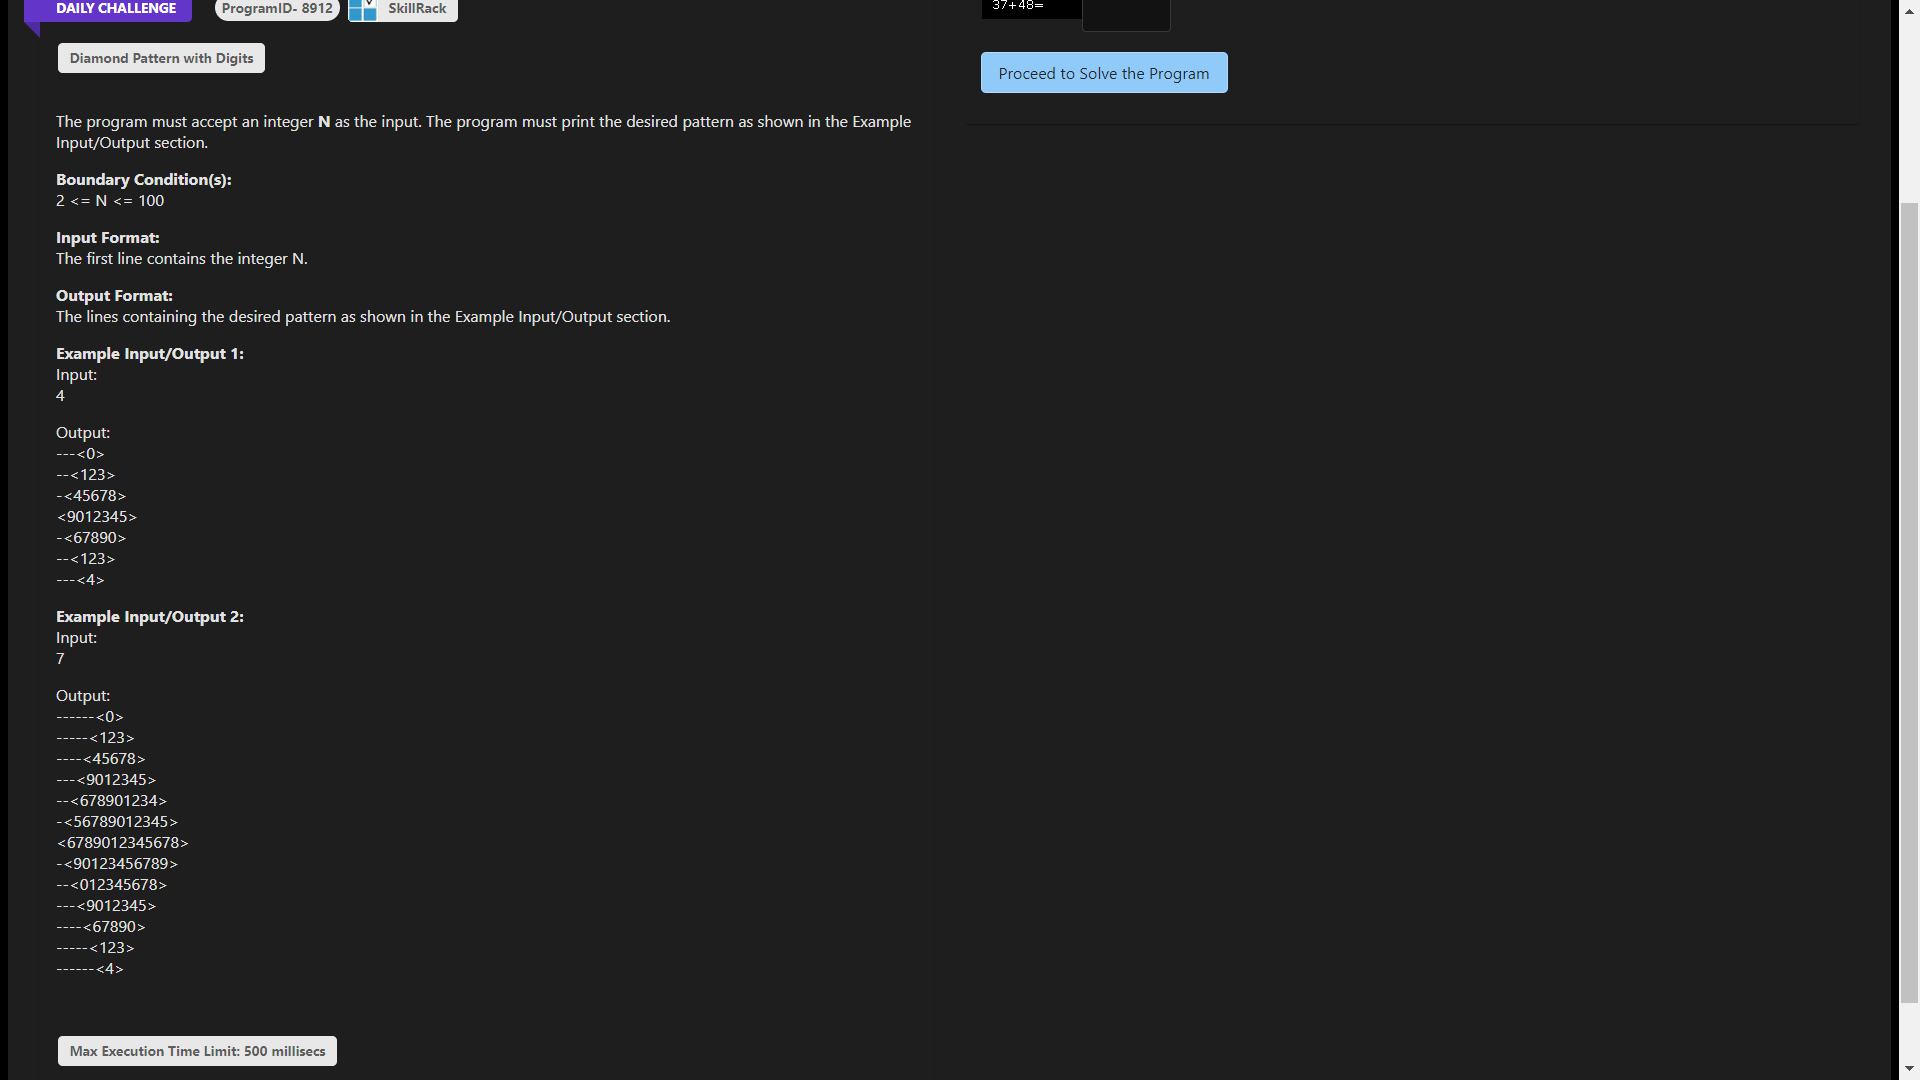 DAILY CHALLENGE
ProgramID- 8912
SkillRack
Diamond Pattern with Digits
The program must accept an integer N as the input. The program must print the desired pattern as shown in the Example
Input/Output section.
Boundary Condition(s):
2 <= N <= 100
Input Format:
The first line contains the integer N.
Output Format:
The lines containing the desired pattern as shown in the Example Input/Output section.
Example Input/Output 1:
Input:
4
Output:
---<0>
--<123>
-<45678>
<9012345>
-<67890>
--<123>
---<4>
Example Input/Output 2:
Input:
7
Output:
------<0>
-----<123>
----<45678>
---<9012345>
--<678901234>
-<56789012345>
<6789012345678>
-<90123456789>
--<012345678>
---<9012345>
----<67890>
-----<123>
------<4>
Max Execution Time Limit: 500 millisecs
37+48=
Proceed to Solve the Program